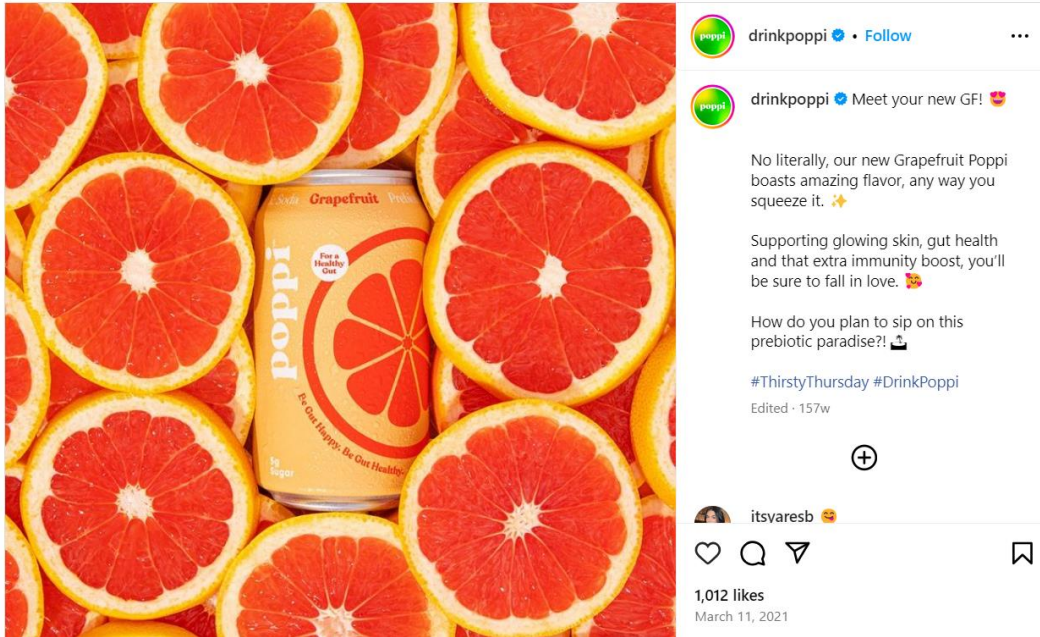 poppi
drinkpoppi • Follow
poppi
drinkpoppi Meet your new GF! 😍
No literally, our new Grapefruit Poppi
boasts amazing flavor, any way you
squeeze it. ✨
Supporting glowing skin, gut health
and that extra immunity boost, you'll
be sure to fall in love. 🥰
How do you plan to sip on this
prebiotic paradise?! 🏝
#ThirstyThursday #DrinkPoppi
Edited · 157w
itsyaresb 😋
1,012 likes
March 11, 2021
Soda Grapefruit
For a
Healthy
Gut
poppi
Be Gut Happy. Be Gut Healthy.
5g
Sugar